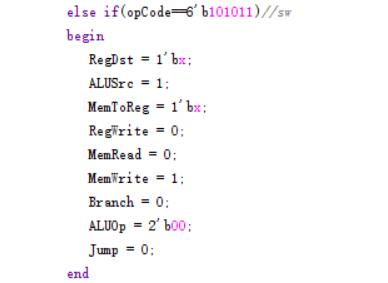 else if(opCode==6'b101011)//sw
begin
RegDst = 1'bx;
ALUSrc = 1;
MemToReg = 1'bx;
RegWrite = 0;
MemRead = 0;
MemWrite = 1;
Branch = 0;
ALUOp = 2'b00;
Jump = 0;
end